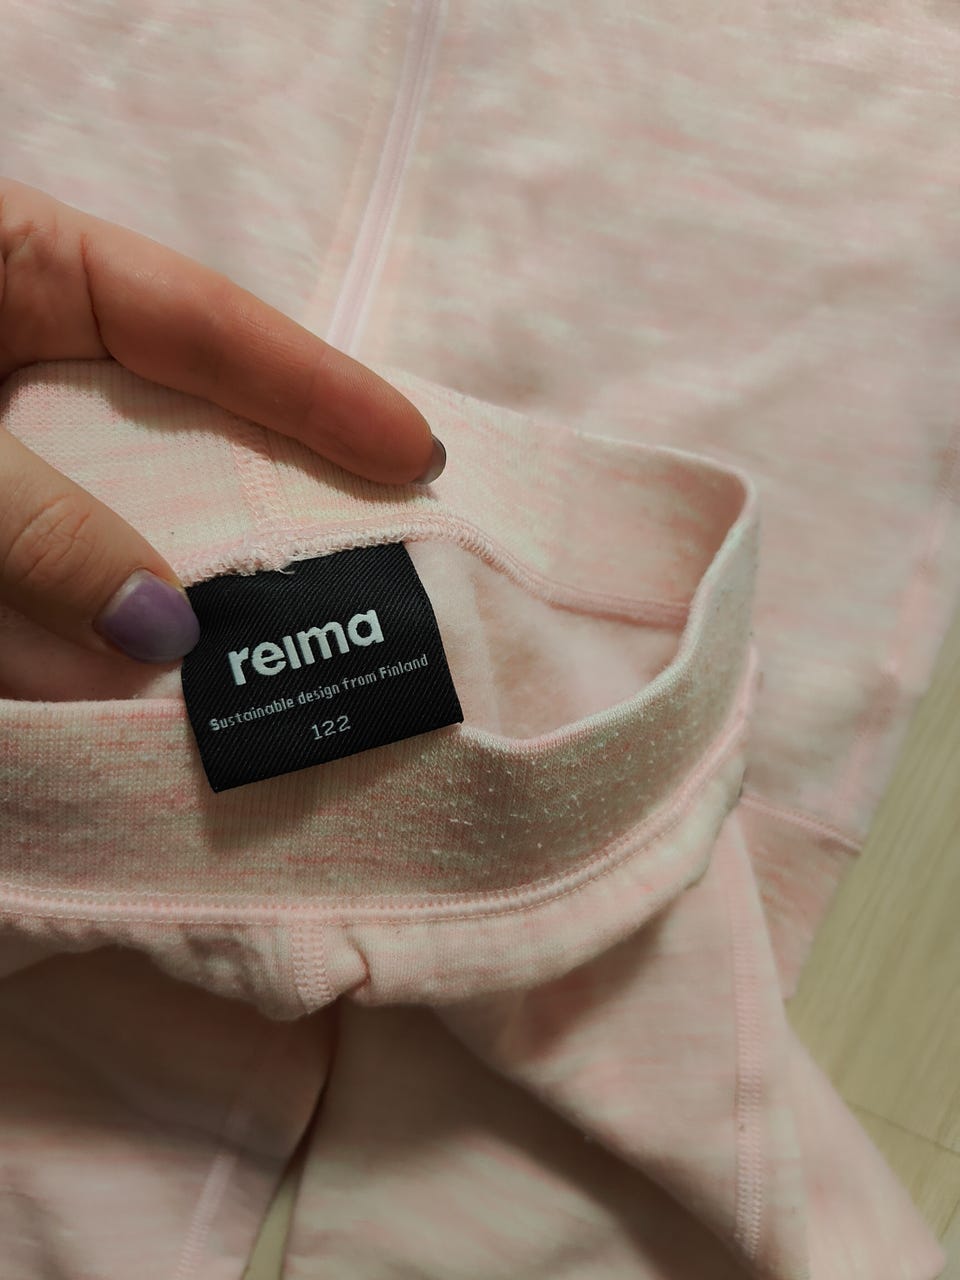 reima
Sustainable design from Finland
122